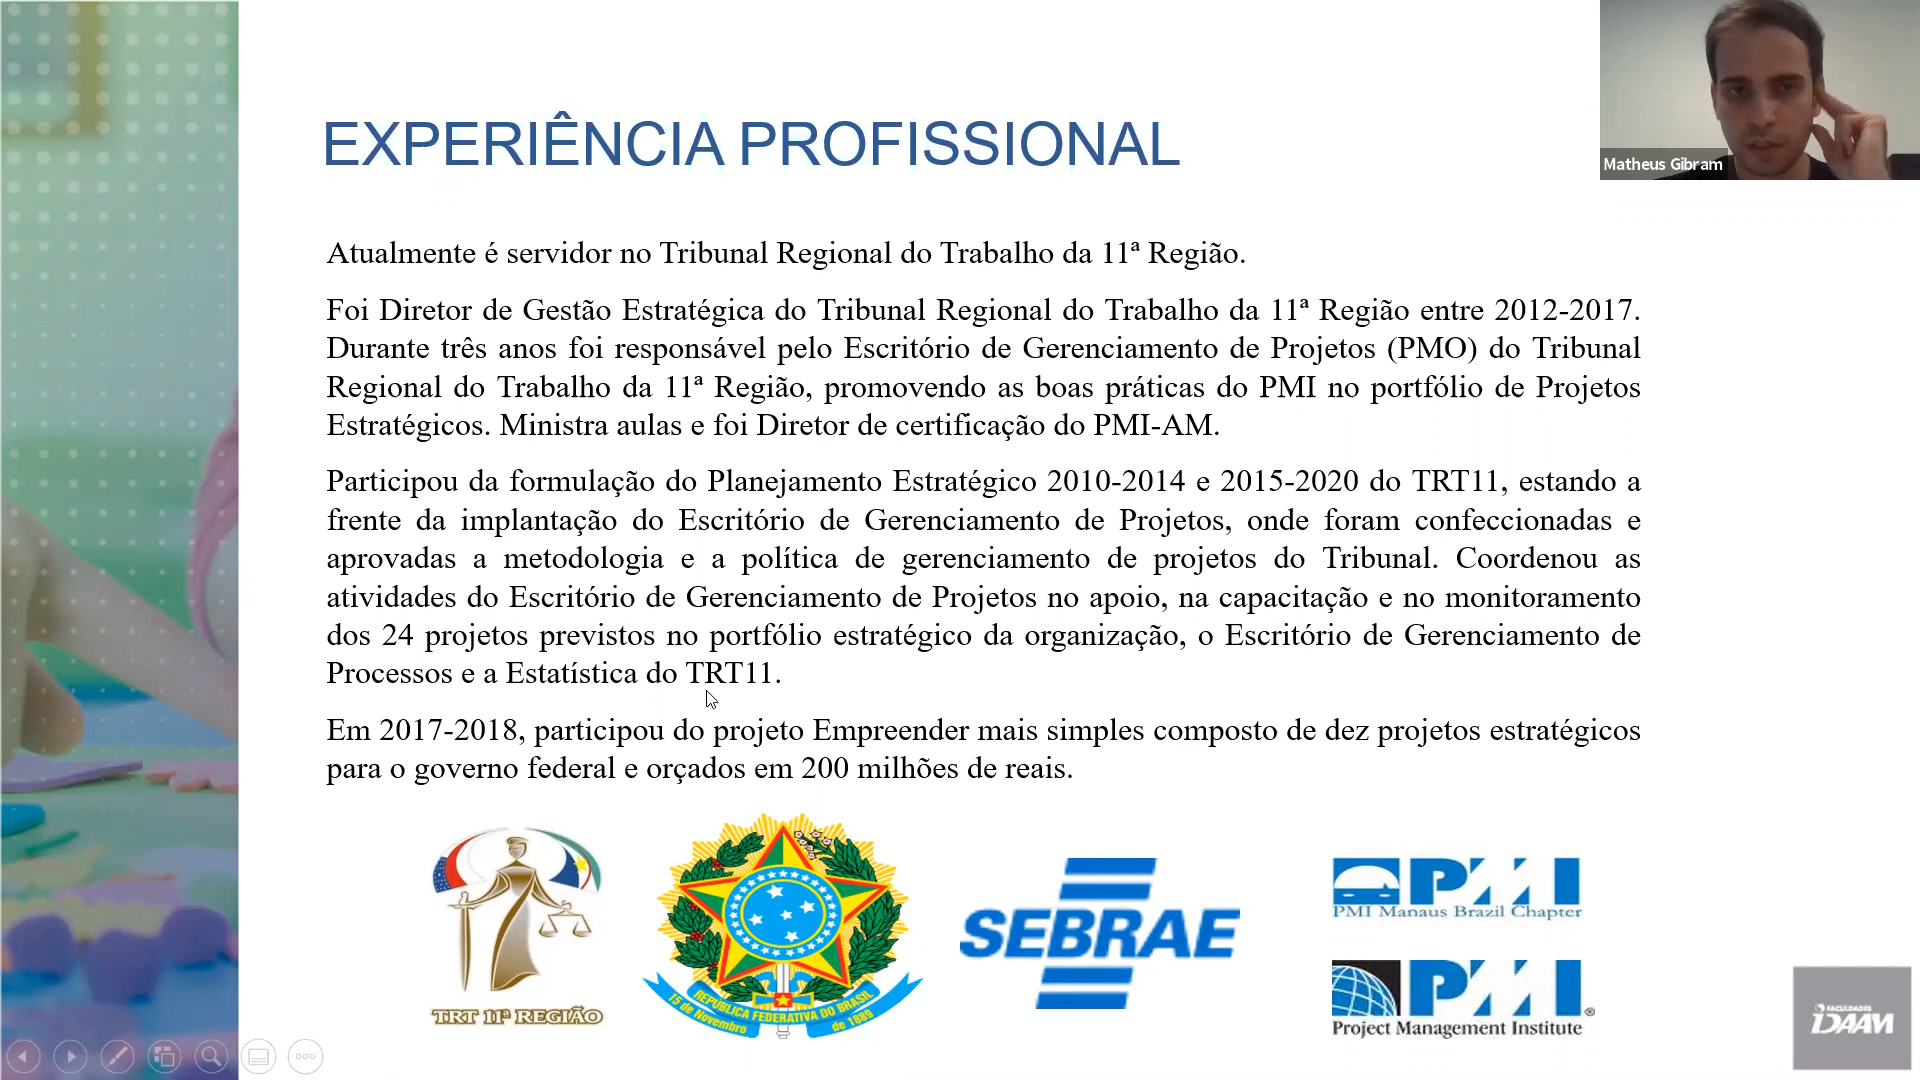 EXPERIÊNCIA PROFISSIONAL
Matheus Gibram
Atualmente é servidor no Tribunal Regional do Trabalho da 11ª Região.
Foi Diretor de Gestão Estratégica do Tribunal Regional do Trabalho da 11ª Região entre 2012-2017.
Durante três anos foi responsável pelo Escritório de Gerenciamento de Projetos (PMO) do Tribunal
Regional do Trabalho da 11ª Região, promovendo as boas práticas do PMI no portfólio de Projetos
Estratégicos. Ministra aulas e foi Diretor de certificação do PMI-AM.
Participou da formulação do Planejamento Estratégico 2010-2014 e 2015-2020 do TRT11, estando a
frente da implantação do Escritório de Gerenciamento de Projetos, onde foram confeccionadas e
aprovadas a metodologia e a política de gerenciamento de projetos do Tribunal. Coordenou as
atividades do Escritório de Gerenciamento de Projetos no apoio, na capacitação e no monitoramento
dos 24 projetos previstos no portfólio estratégico da organização, o Escritório de Gerenciamento de
Processos e a Estatística do TRT11.
Em 2017-2018, participou do projeto Empreender mais simples composto de dez projetos estratégicos
para o governo federal e orçados em 200 milhões de reais.
TRT 11ª REGIÃO
REPÚBLICA FEDERATIVA DO BRASIL
15 de Novembro
de 1889
SEBRAE
PMI
PMI Manaus Brazil Chapter
PMI
®
Project Management Institute
FACULDADES
IDAAM